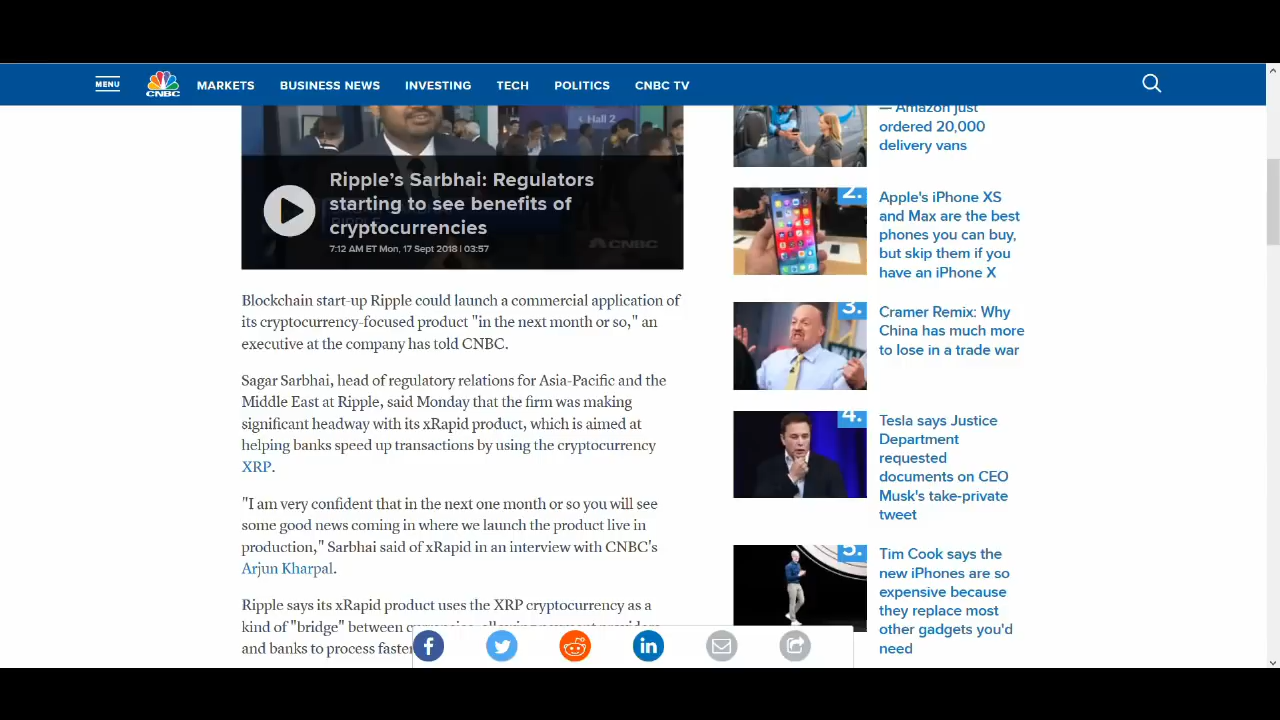 MENU
CNBC
MARKETS
BUSINESS NEWS
INVESTING
TECH
POLITICS
CNBC TV
< Hall 2
Ripple's Sarbhai: Regulators
starting to see benefits of
cryptocurrencies
7:12 AM ET Mon, 17 Sept 2018 | 03:57
CNBC
Blockchain start-up Ripple could launch a commercial application of
its cryptocurrency-focused product "in the next month or so," an
executive at the company has told CNBC.
Sagar Sarbhai, head of regulatory relations for Asia-Pacific and the
Middle East at Ripple, said Monday that the firm was making
significant headway with its xRapid product, which is aimed at
helping banks speed up transactions by using the cryptocurrency
XRP.
"I am very confident that in the next one month or so you will see
some good news coming in where we launch the product live in
production," Sarbhai said of xRapid in an interview with CNBC's
Arjun Kharpal.
Ripple says its xRapid product uses the XRP cryptocurrency as a
kind of "bridge" between
and banks to process faster
— Amazon just
ordered 20,000
delivery vans
2.
Apple's iPhone XS
and Max are the best
phones you can buy,
but skip them if you
have an iPhone X
3.
Cramer Remix: Why
China has much more
to lose in a trade war
4.
Tesla says Justice
Department
requested
documents on CEO
Musk's take-private
tweet
5.
Tim Cook says the
new iPhones are so
expensive because
they replace most
other gadgets you'd
need
f
in